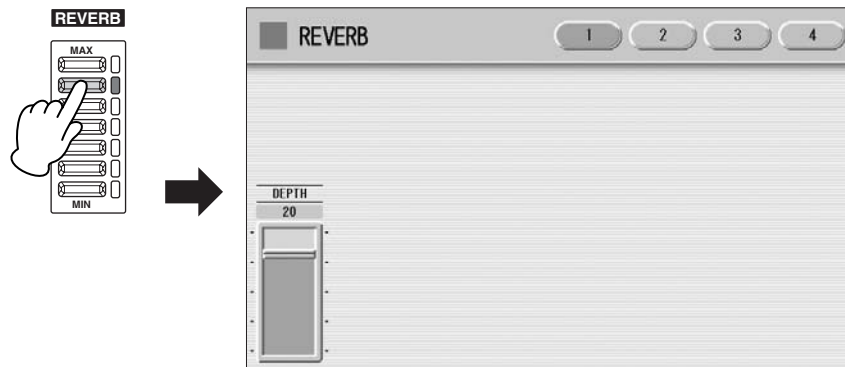 REVERB
MAX
MIN
REVERB 1 2 3 4
DEPTH
20